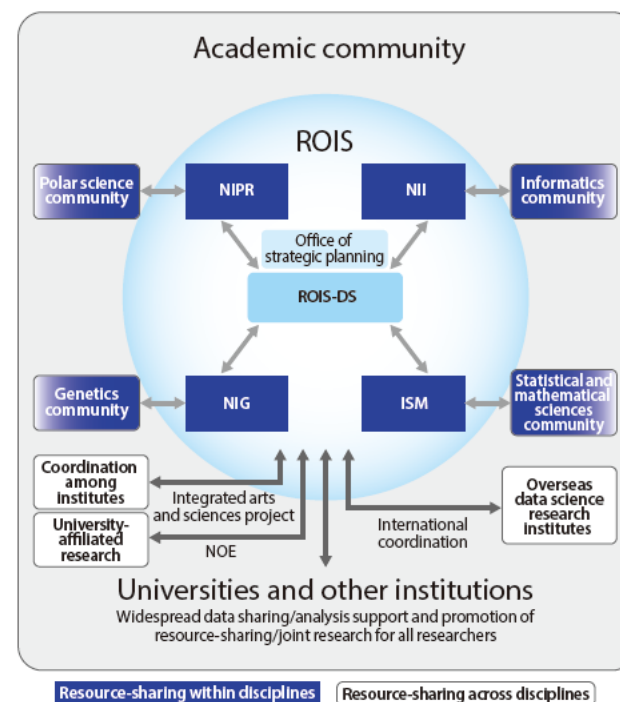 Academic community
ROIS
Polar science
community
NIPR
NII
Informatics
community
Office of
strategic planning
ROIS-DS
Genetics
community
NIG
ISM
Statistical and
mathematical
sciences
community
Coordination
among
institutes
Integrated arts
and sciences project
University-
affiliated
research
NOE
International
coordination
Overseas
data science
research
institutes
Universities and other institutions
Widespread data sharing/analysis support and promotion of
resource-sharing/joint research for all researchers
Resource-sharing within disciplines
Resource-sharing across disciplines